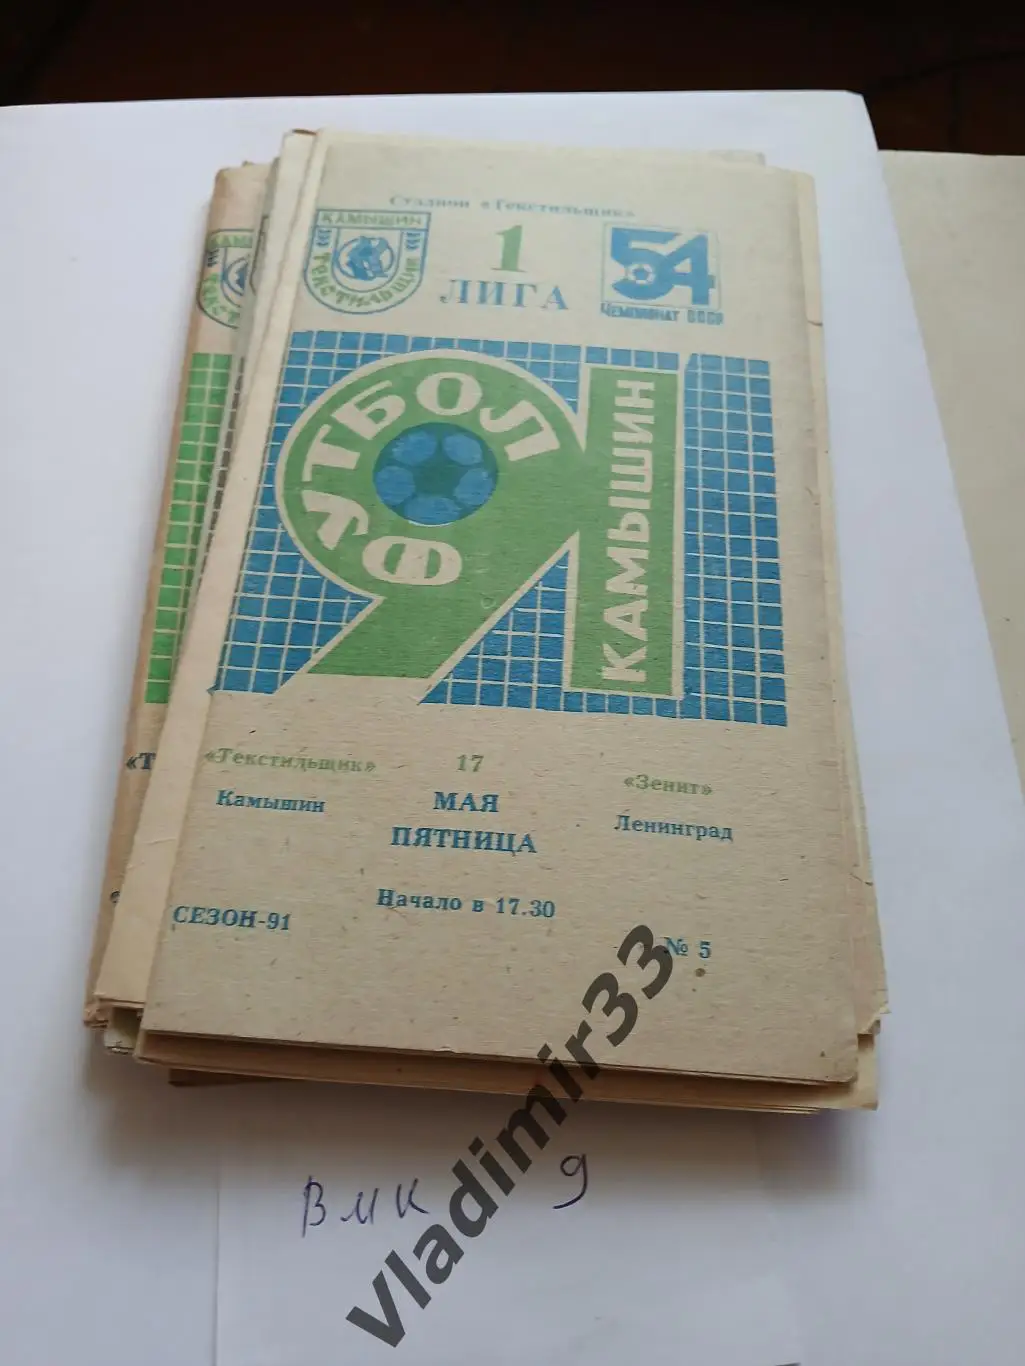 Стадион «Текстильщик»
КАМЫШИН
ТЕКСТИЛЬЩИК
1
ЛИГА
54
ЧЕМПИОНАТ СССР
ФУТБОЛ
91
КАМЫШИН
«Текстильщик»
Камышин
17
МАЯ
ПЯТНИЦА
«Зенит»
Ленинград
Начало в 17.30
СЕЗОН-91
№ 5
вмк 9
Vladimir33